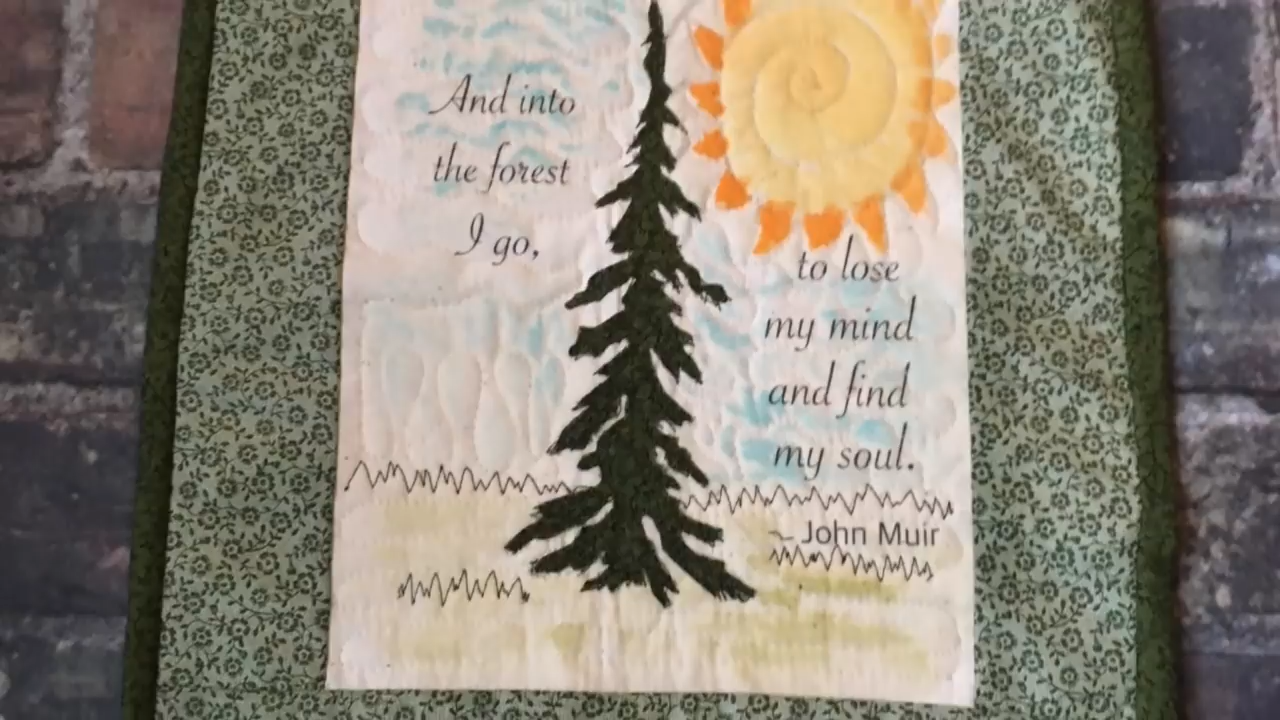 And into
the forest
I go,
to lose
my mind
and find
my soul.
~ John Muir